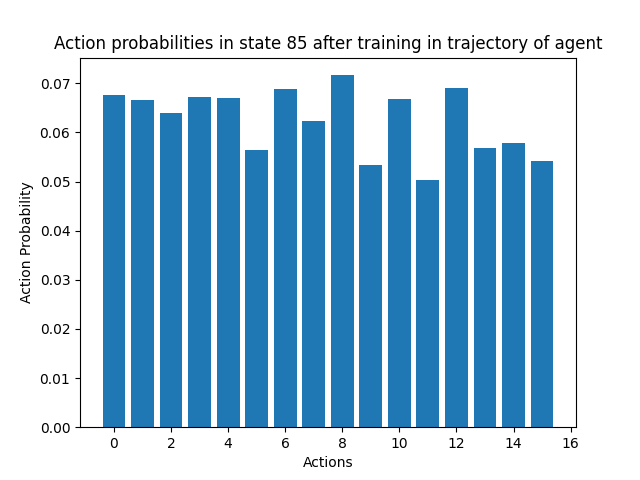 Action probabilities in state 85 after training in trajectory of agent
0.07
0.06
0.05
0.04
0.03
0.02
0.01
0.00
Action Probability
0 2 4 6 8 10 12 14 16
Actions